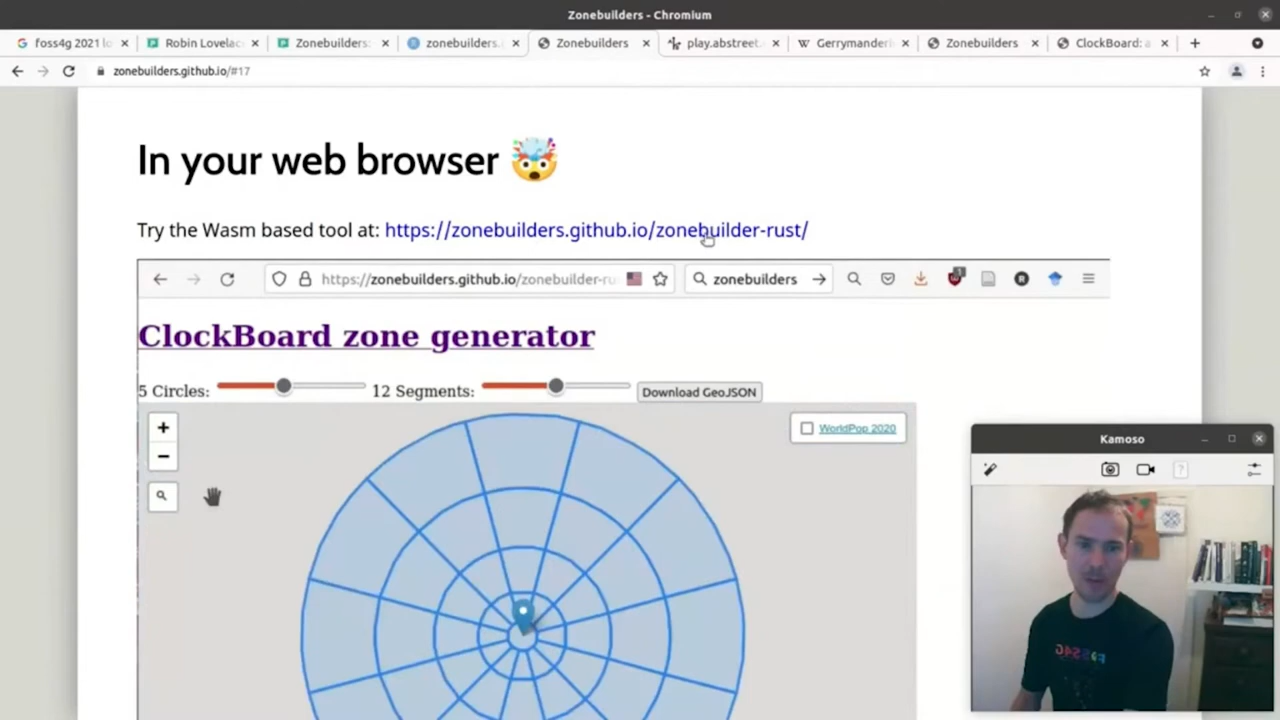 Zonebuilders - Chromium
foss4g 2021 lo
Robin Lovelac
Zonebuilders:
zonebuilders.
Zonebuilders
play.abstreet.
Gerrymander
Zonebuilders
ClockBoard: a
zonebuilders.github.io/#17
In your web browser 🤯
Try the Wasm based tool at: https://zonebuilders.github.io/zonebuilder-rust/
https://zonebuilders.github.io/zonebuilder-ru
zonebuilders
1
R
ClockBoard zone generator
5 Circles:
12 Segments:
Download GeoJSON
+
−
WorldPop 2020
Kamoso
?